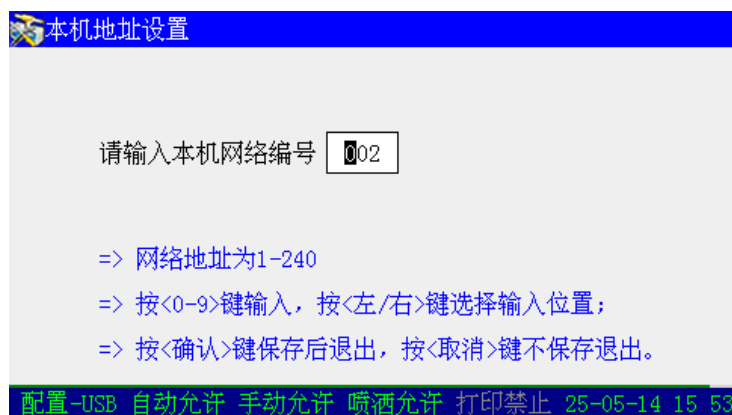 本机地址设置
请输入本机网络编号 002
=> 网络地址为1-240
=> 按<0-9>键输入，按<左/右>键选择输入位置；
=> 按<确认>键保存后退出，按<取消>键不保存退出。
配置-USB 自动允许 手动允许 喷洒允许 打印禁止 25-05-14 15 53